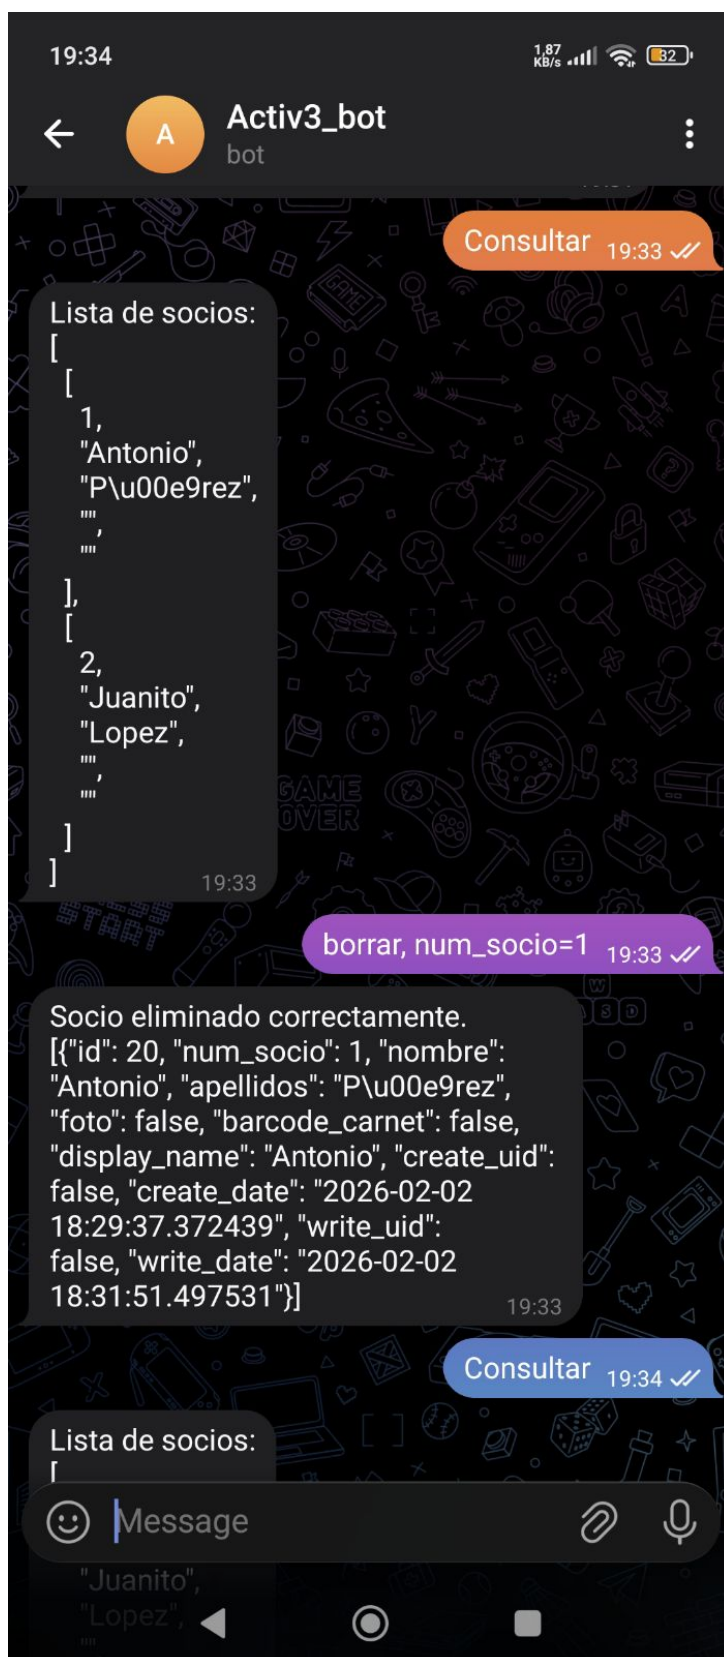 19:34
1,87
KB/s
32
A
Activ3_bot
bot
Consultar 19:33
Lista de socios:
[
[
1,
"Antonio",
"P\u00e9rez",
"",
""
],
[
2,
"Juanito",
"Lopez",
"",
""
]
]
19:33
borrar, num_socio=1 19:33
Socio eliminado correctamente.
[{"id": 20, "num_socio": 1, "nombre":
"Antonio", "apellidos": "P\u00e9rez",
"foto": false, "barcode_carnet": false,
"display_name": "Antonio", "create_uid":
false, "create_date": "2026-02-02
18:29:37.372439", "write_uid":
false, "write_date": "2026-02-02
18:31:51.497531"}]
19:33
Consultar 19:34
Lista de socios:
[
Message
"Juanito",
"Lopez",
""